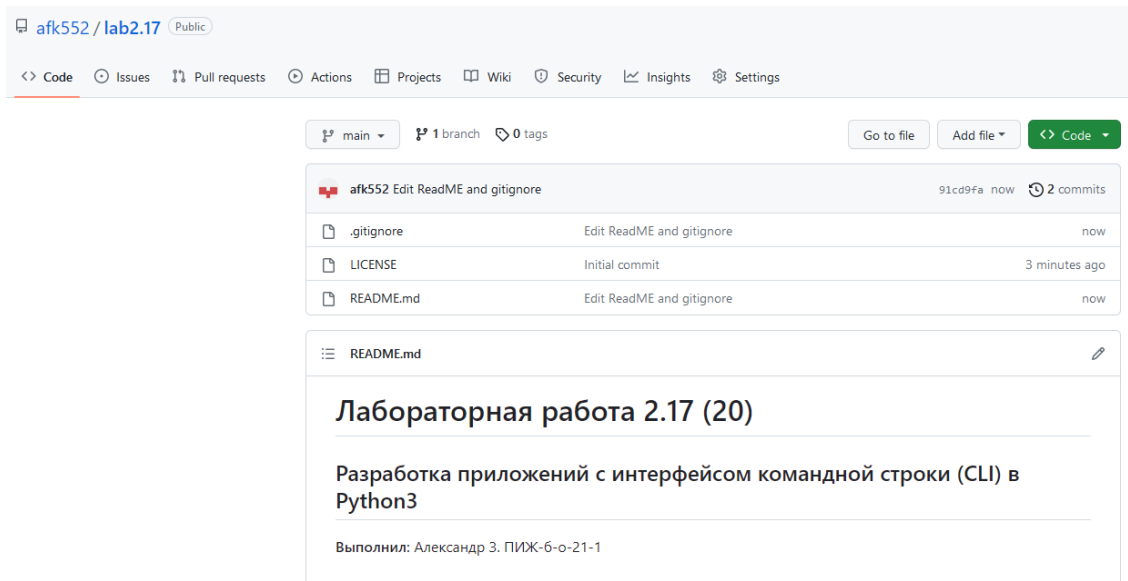 afk552 / lab2.17 Public
Code Issues Pull requests Actions Projects Wiki Security Insights Settings
main 1 branch 0 tags Go to file Add file Code
afk552 Edit ReadME and gitignore 91cd9fa now 2 commits
.gitignore Edit ReadME and gitignore now
LICENSE Initial commit 3 minutes ago
README.md Edit ReadME and gitignore now
README.md
Лабораторная работа 2.17 (20)
Разработка приложений с интерфейсом командной строки (CLI) в
Python3
Выполнил: Александр З. ПИЖ-б-о-21-1